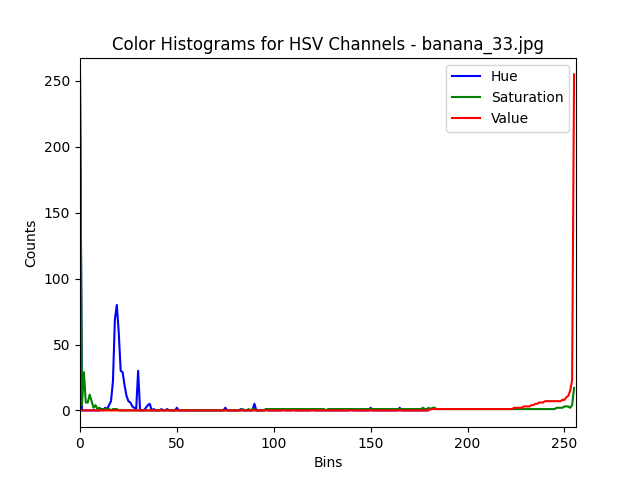 Color Histograms for HSV Channels - banana_33.jpg
Hue
Saturation
Value
250
200
150
100
50
0
Counts
0 50 100 150 200 250
Bins